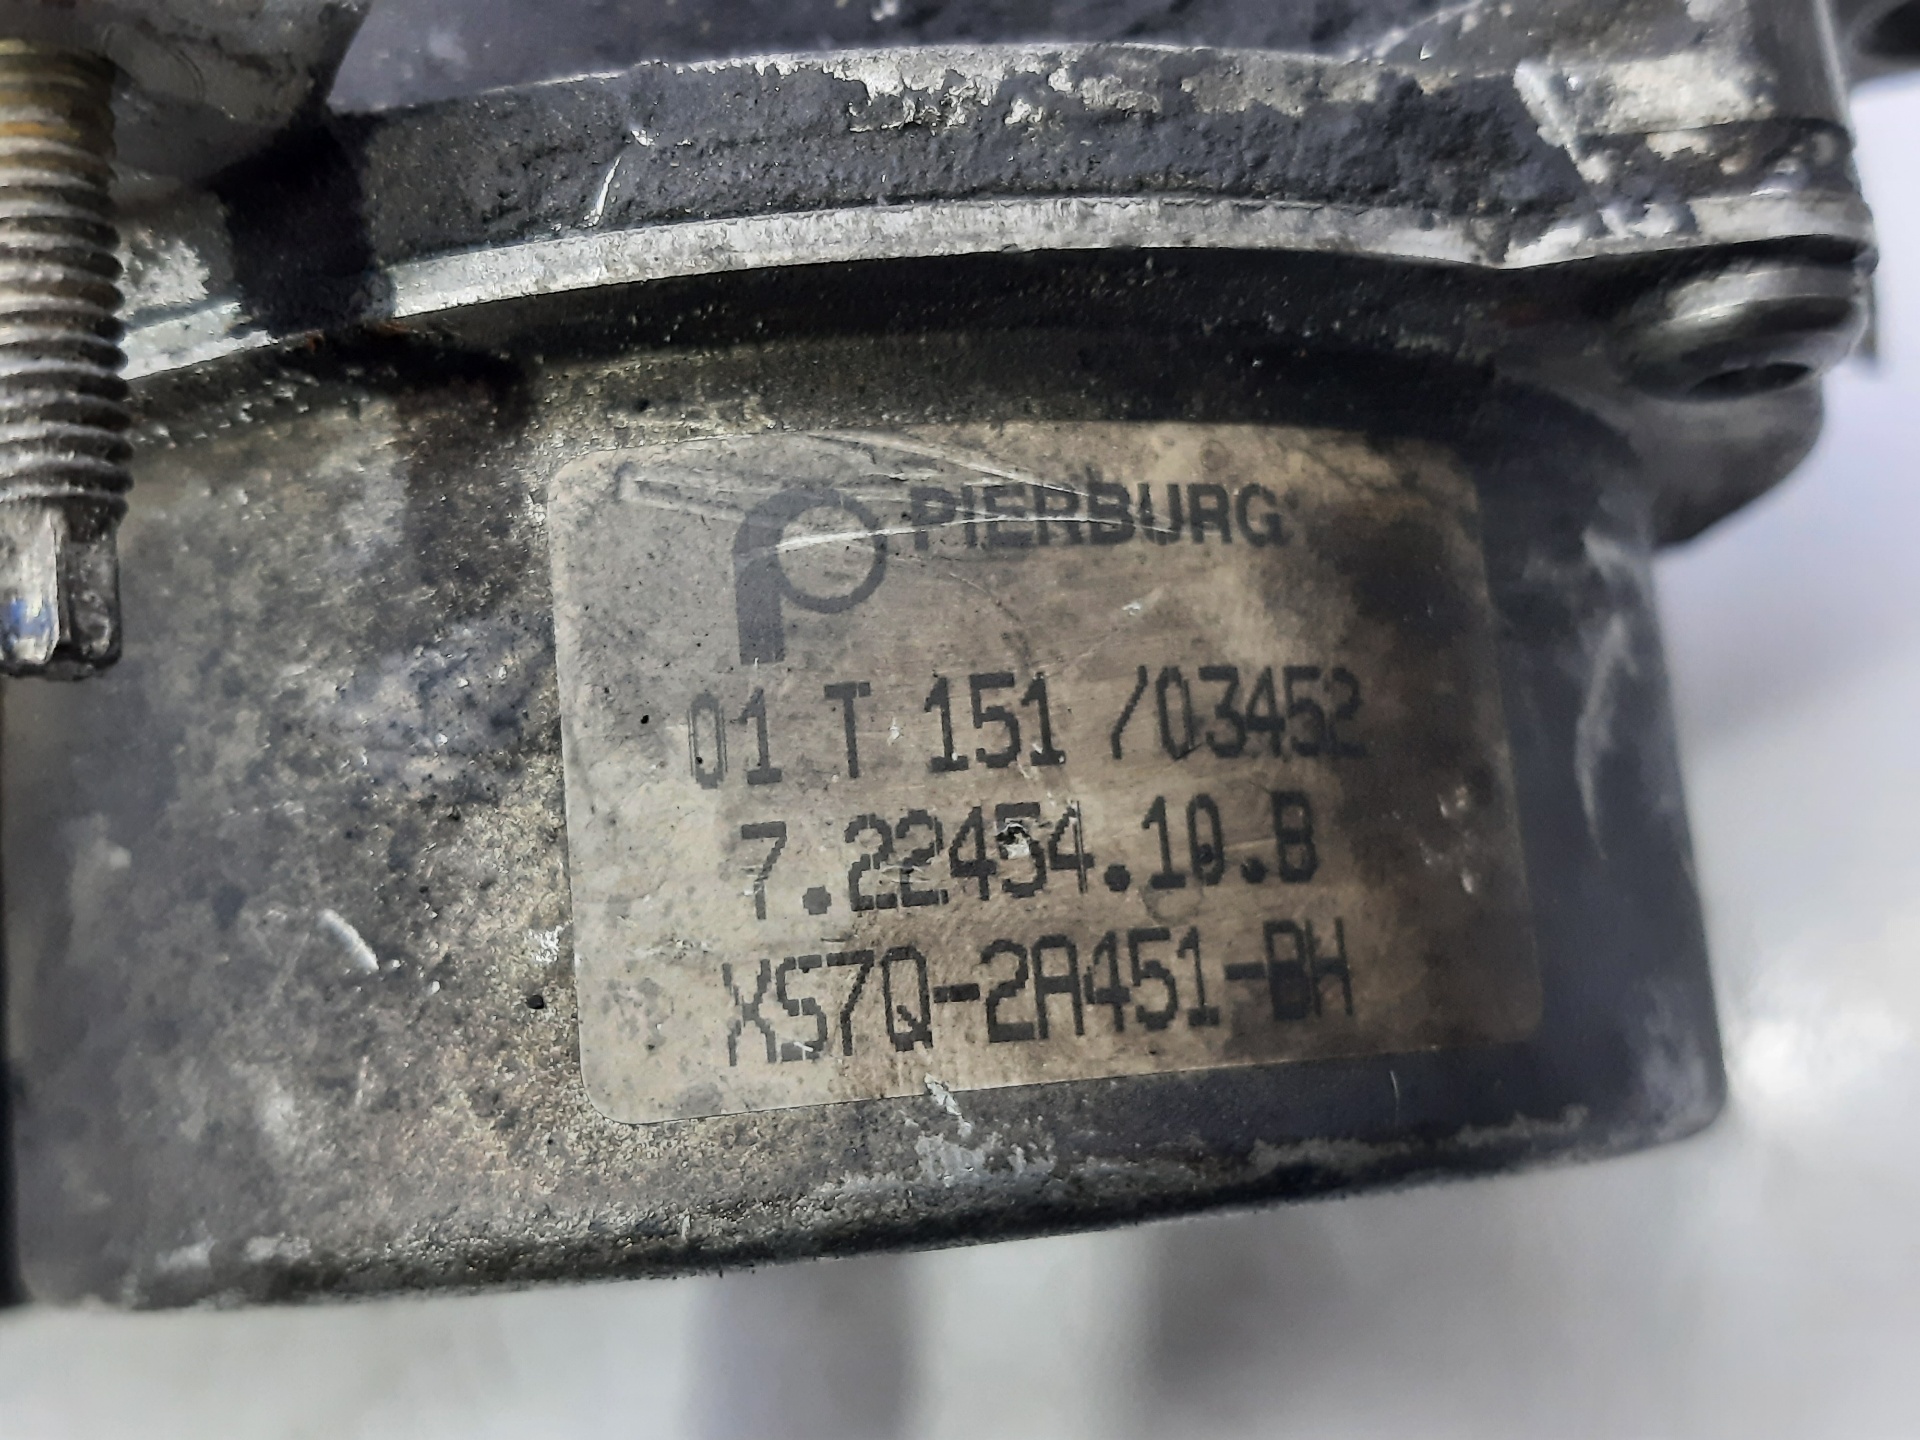 PIERBURG
01 T 151 /03452
7.22454.10.B
XS7Q-2A451-BH